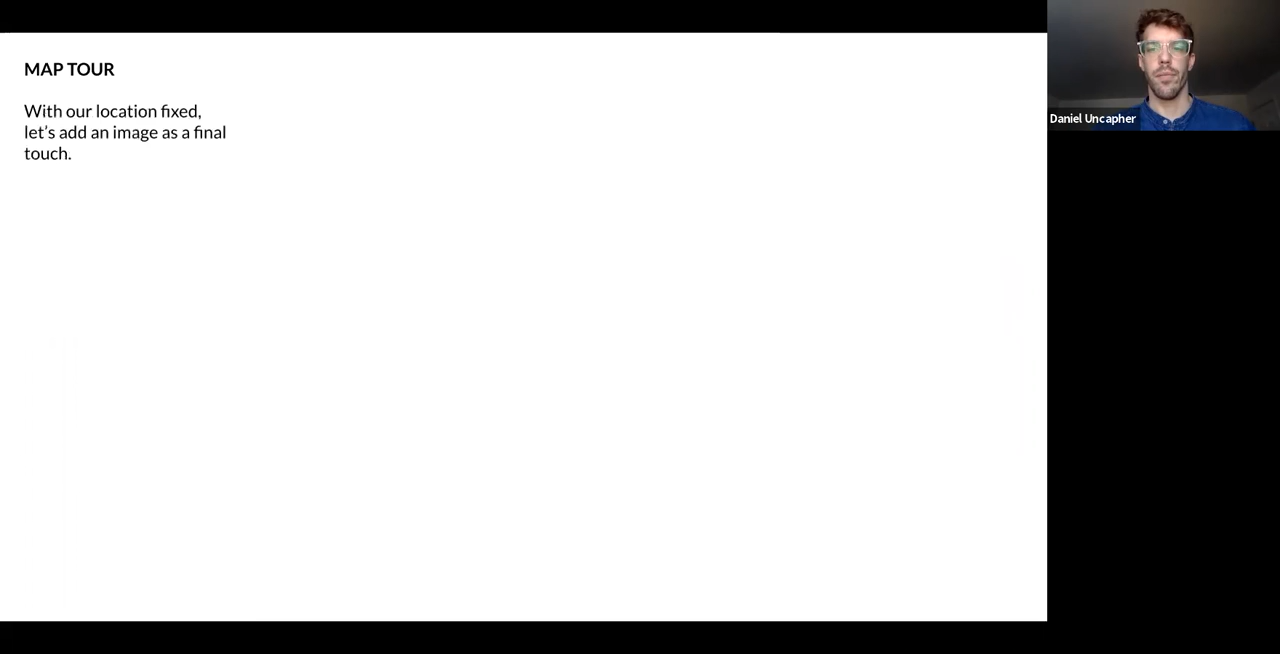 MAP TOUR
With our location fixed,
let’s add an image as a final
touch.
Daniel Uncapher